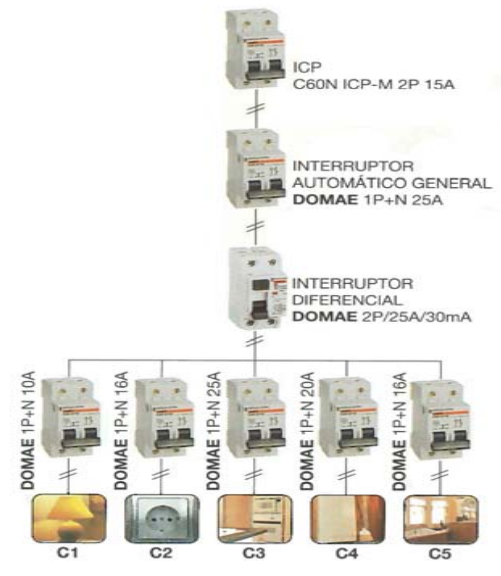 ICP
C60N ICP-M 2P 15A
INTERRUPTOR
AUTOMÁTICO GENERAL
DOMAE 1P+N 25A
INTERRUPTOR
DIFERENCIAL
DOMAE 2P/25A/30mA
DOMAE 1P+N 10A
DOMAE 1P+N 16A
DOMAE 1P+N 25A
DOMAE 1P+N 20A
DOMAE 1P+N 16A
C1
C2
C3
C4
C5